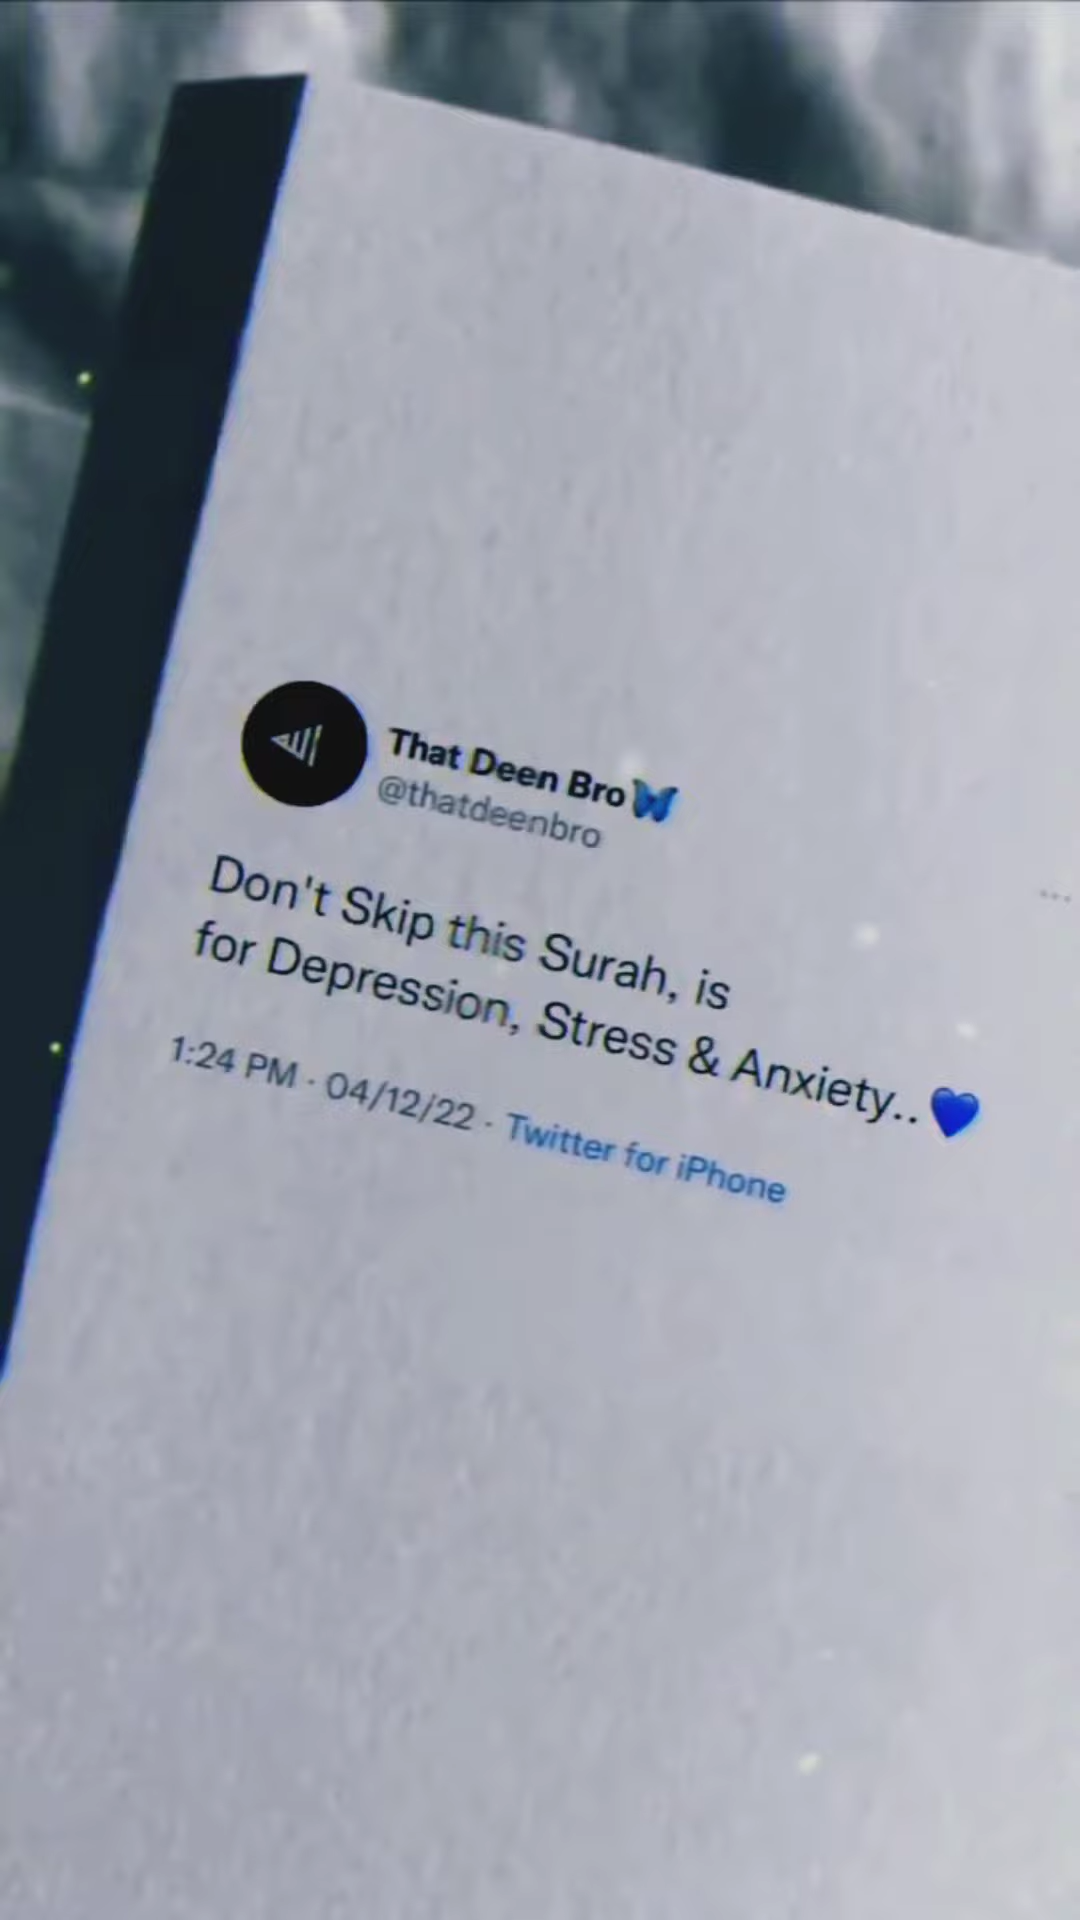 That Deen Bro🦋
@thatdeenbro
Don't Skip this Surah, is
for Depression, Stress & Anxiety..💙
1:24 PM · 04/12/22 · Twitter for iPhone